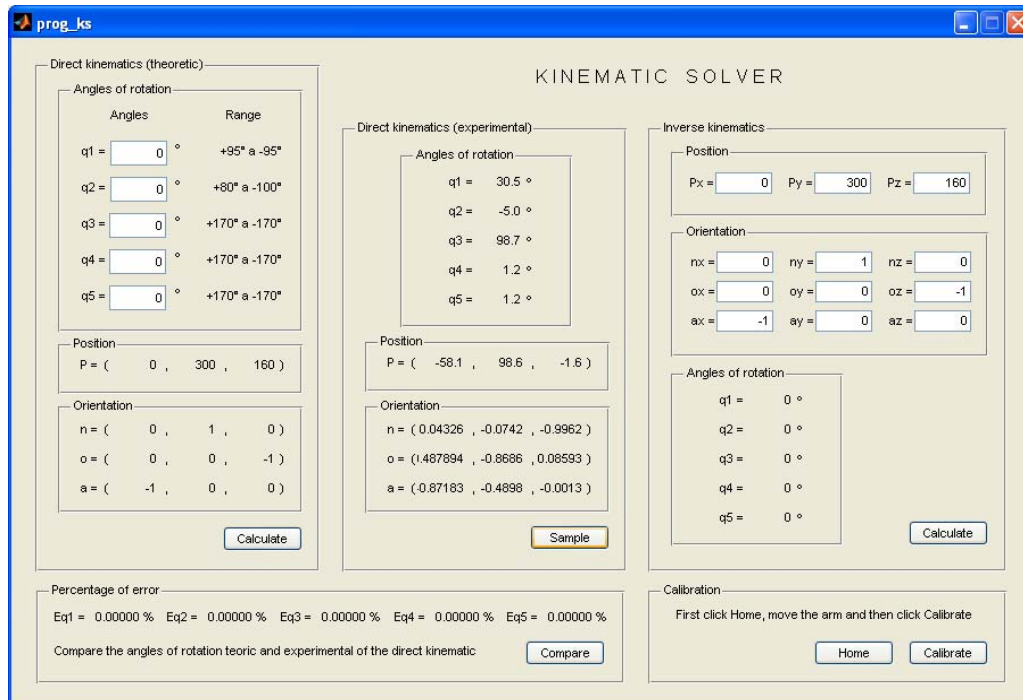 prog_ks
KINEMATIC SOLVER
Direct kinematics (theoretic)
Angles of rotation
Angles Range
q1 = 0 ° +95° a -95°
q2 = 0 ° +80° a -100°
q3 = 0 ° +170° a -170°
q4 = 0 ° +170° a -170°
q5 = 0 ° +170° a -170°
Position
P = ( 0 , 300 , 160 )
Orientation
n = ( 0 , 1 , 0 )
o = ( 0 , 0 , -1 )
a = ( -1 , 0 , 0 )
Calculate
Direct kinematics (experimental)
Angles of rotation
q1 = 30.5 °
q2 = -5.0 °
q3 = 98.7 °
q4 = 1.2 °
q5 = 1.2 °
Position
P = ( -58.1 , 98.6 , -1.6 )
Orientation
n = ( 0.04326 , -0.0742 , -0.9962 )
o = ( .487894 , -0.8686 , 0.08593 )
a = ( -0.87183 , -0.4898 , -0.0013 )
Sample
Inverse kinematics
Position
Px = 0 Py = 300 Pz = 160
Orientation
nx = 0 ny = 1 nz = 0
ox = 0 oy = 0 oz = -1
ax = -1 ay = 0 az = 0
Angles of rotation
q1 = 0 °
q2 = 0 °
q3 = 0 °
q4 = 0 °
q5 = 0 °
Calculate
Percentage of error
Eq1 = 0.00000 % Eq2 = 0.00000 % Eq3 = 0.00000 % Eq4 = 0.00000 % Eq5 = 0.00000 %
Compare the angles of rotation teoric and experimental of the direct kinematic
Compare
Calibration
First click Home, move the arm and then click Calibrate
Home Calibrate